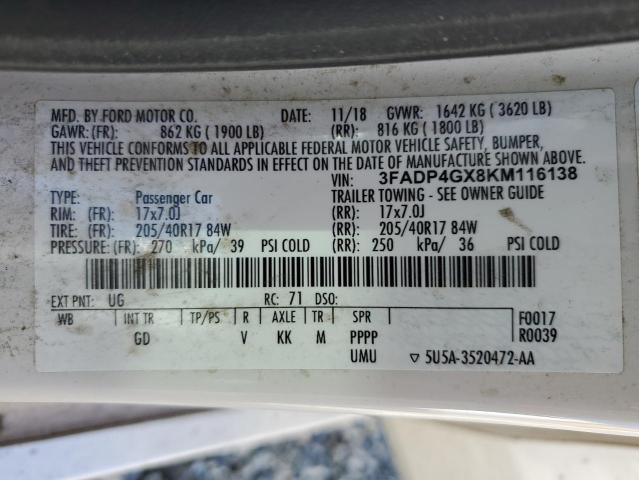 MFD. BY FORD MOTOR CO. DATE: 11/18 GVWR: 1642 KG ( 3620 LB)
GAWR: (FR): 862 KG ( 1900 LB) (RR): 816 KG ( 1800 LB)
THIS VEHICLE CONFORMS TO ALL APPLICABLE FEDERAL MOTOR VEHICLE SAFETY, BUMPER,
AND THEFT PREVENTION STANDARDS IN EFFECT ON THE DATE OF MANUFACTURE SHOWN ABOVE.
VIN: 3FADP4GX8KM116138
TYPE: Passenger Car TRAILER TOWING - SEE OWNER GUIDE
RIM: (FR): 17x7.0J (RR): 17x7.0J
TIRE: (FR): 205/40R17 84W (RR): 205/40R17 84W
PRESSURE: (FR): 270 kPa/ 39 PSI COLD (RR): 250 kPa/ 36 PSI COLD
EXT PNT: UG RC: 71 DSO:
WB INT TR TP/PS R AXLE TR SPR F0017
GD V KK M PPPP R0039
UMU ▽ 5U5A-3520472-AA